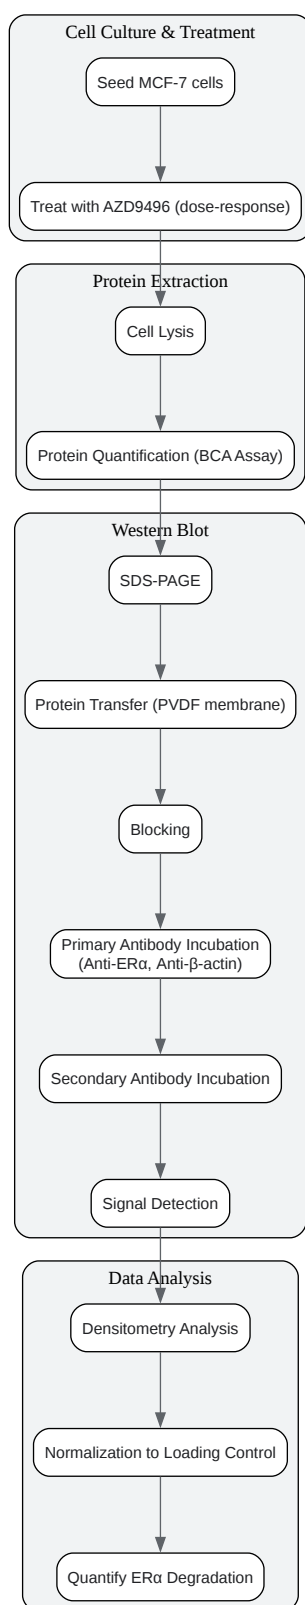 Cell Culture & Treatment
Seed MCF-7 cells
Treat with AZD9496 (dose-response)
Protein Extraction
Cell Lysis
Protein Quantification (BCA Assay)
Western Blot
SDS-PAGE
Protein Transfer (PVDF membrane)
Blocking
Primary Antibody Incubation
(Anti-ERα, Anti-β-actin)
Secondary Antibody Incubation
Signal Detection
Data Analysis
Densitometry Analysis
Normalization to Loading Control
Quantify ERα Degradation